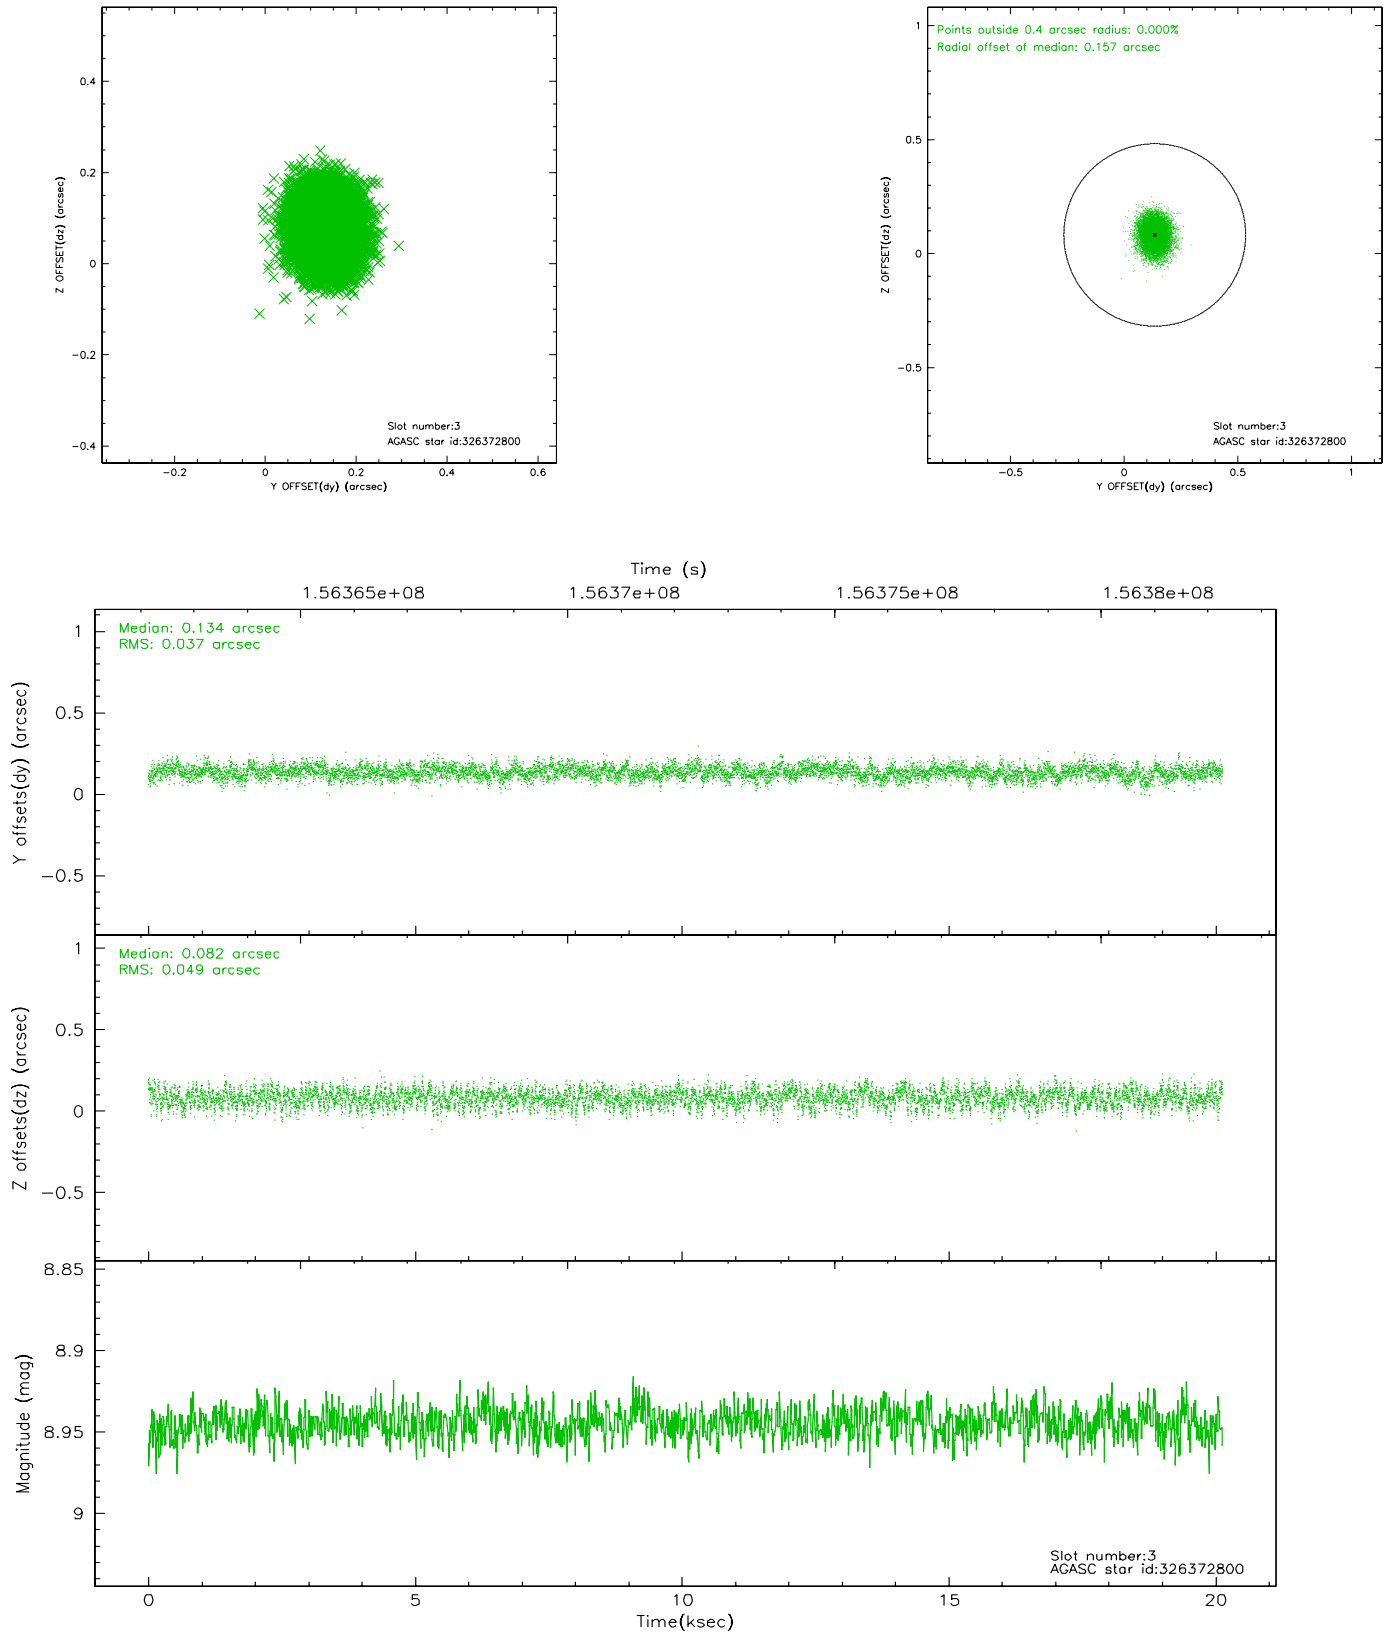 0.4
0.2
0
−0.2
−0.4
Z OFFSET(dz) (arcsec)
Slot number:3
AGASC star id:326372800
−0.2 0 0.2 0.4 0.6
Y OFFSET(dy) (arcsec)
Points outside 0.4 arcsec radius: 0.000%
Radial offset of median: 0.157 arcsec
1
0.5
0
−0.5
Z OFFSET(dz) (arcsec)
Slot number:3
AGASC star id:326372800
−0.5 0 0.5 1
Y OFFSET(dy) (arcsec)
Time (s)
1.56365e+08 1.5637e+08 1.56375e+08 1.5638e+08
Median: 0.134 arcsec
RMS: 0.037 arcsec
1
0.5
0
−0.5
Y offsets(dy) (arcsec)
Median: 0.082 arcsec
RMS: 0.049 arcsec
1
0.5
0
−0.5
Z offsets(dz) (arcsec)
8.85
8.9
8.95
9
Magnitude (mag)
Slot number:3
AGASC star id:326372800
0 5 10 15 20
Time(ksec)